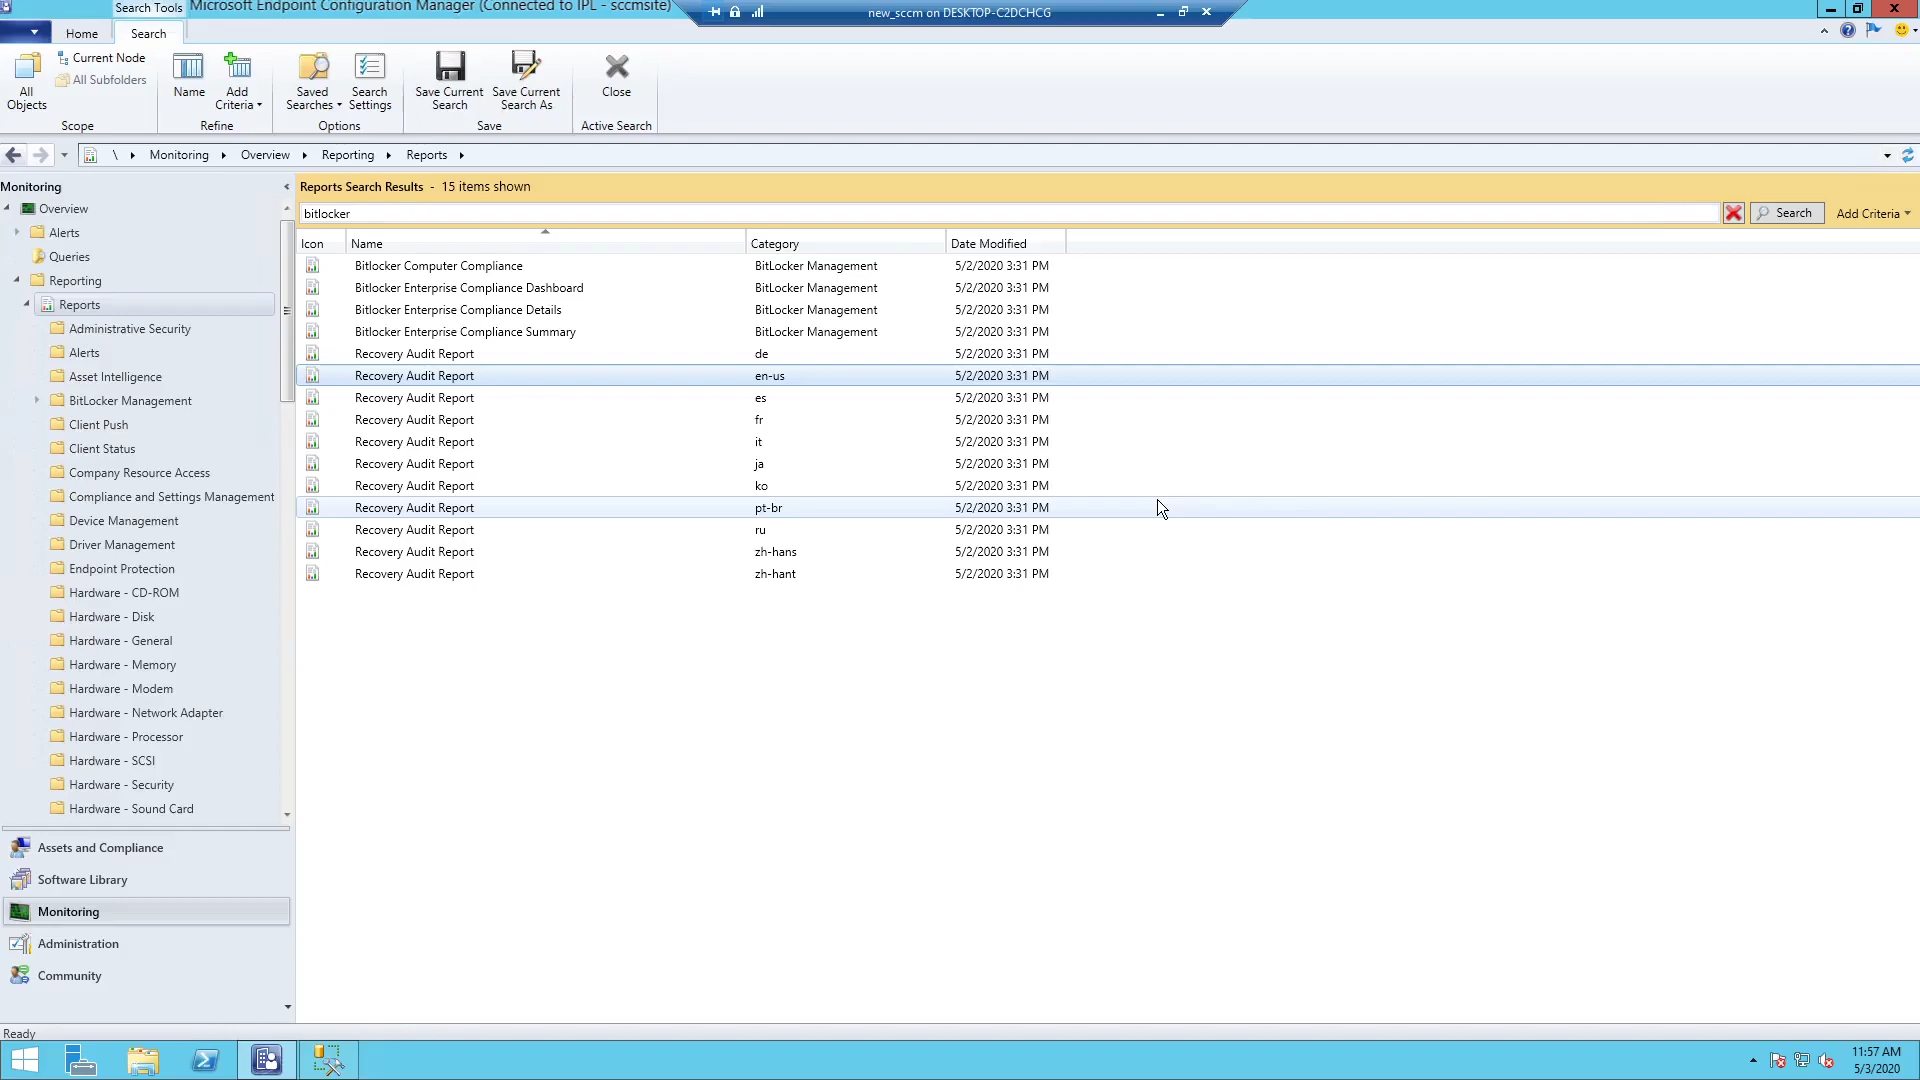 Search Tools
Microsoft Endpoint Configuration Manager (Connected to IPL - sccmsite)
new_sccm on DESKTOP-C2DCHCG
Home
Search
All Objects
Current Node
All Subfolders
Scope
Name
Add Criteria
Refine
Saved Searches
Search Settings
Options
Save Current Search
Save Current Search As
Save
Close
Active Search
\ Monitoring Overview Reporting Reports
Monitoring
Overview
Alerts
Queries
Reporting
Reports
Administrative Security
Alerts
Asset Intelligence
BitLocker Management
Client Push
Client Status
Company Resource Access
Compliance and Settings Management
Device Management
Driver Management
Endpoint Protection
Hardware - CD-ROM
Hardware - Disk
Hardware - General
Hardware - Memory
Hardware - Modem
Hardware - Network Adapter
Hardware - Processor
Hardware - SCSI
Hardware - Security
Hardware - Sound Card
Assets and Compliance
Software Library
Monitoring
Administration
Community
Reports Search Results - 15 items shown
bitlocker
Search
Add Criteria
Icon Name Category Date Modified
Bitlocker Computer Compliance BitLocker Management 5/2/2020 3:31 PM
Bitlocker Enterprise Compliance Dashboard BitLocker Management 5/2/2020 3:31 PM
Bitlocker Enterprise Compliance Details BitLocker Management 5/2/2020 3:31 PM
Bitlocker Enterprise Compliance Summary BitLocker Management 5/2/2020 3:31 PM
Recovery Audit Report de 5/2/2020 3:31 PM
Recovery Audit Report en-us 5/2/2020 3:31 PM
Recovery Audit Report es 5/2/2020 3:31 PM
Recovery Audit Report fr 5/2/2020 3:31 PM
Recovery Audit Report it 5/2/2020 3:31 PM
Recovery Audit Report ja 5/2/2020 3:31 PM
Recovery Audit Report ko 5/2/2020 3:31 PM
Recovery Audit Report pt-br 5/2/2020 3:31 PM
Recovery Audit Report ru 5/2/2020 3:31 PM
Recovery Audit Report zh-hans 5/2/2020 3:31 PM
Recovery Audit Report zh-hant 5/2/2020 3:31 PM
Ready
11:57 AM
5/3/2020